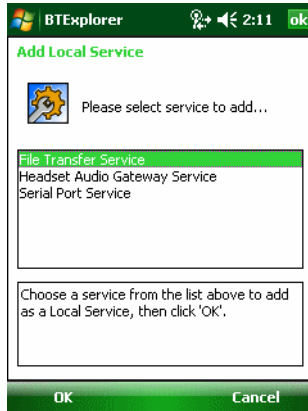 BTExplorer 2:11 ok
Add Local Service
Please select service to add...
File Transfer Service
Headset Audio Gateway Service
Serial Port Service
Choose a service from the list above to add
as a Local Service, then click 'OK'.
OK Cancel